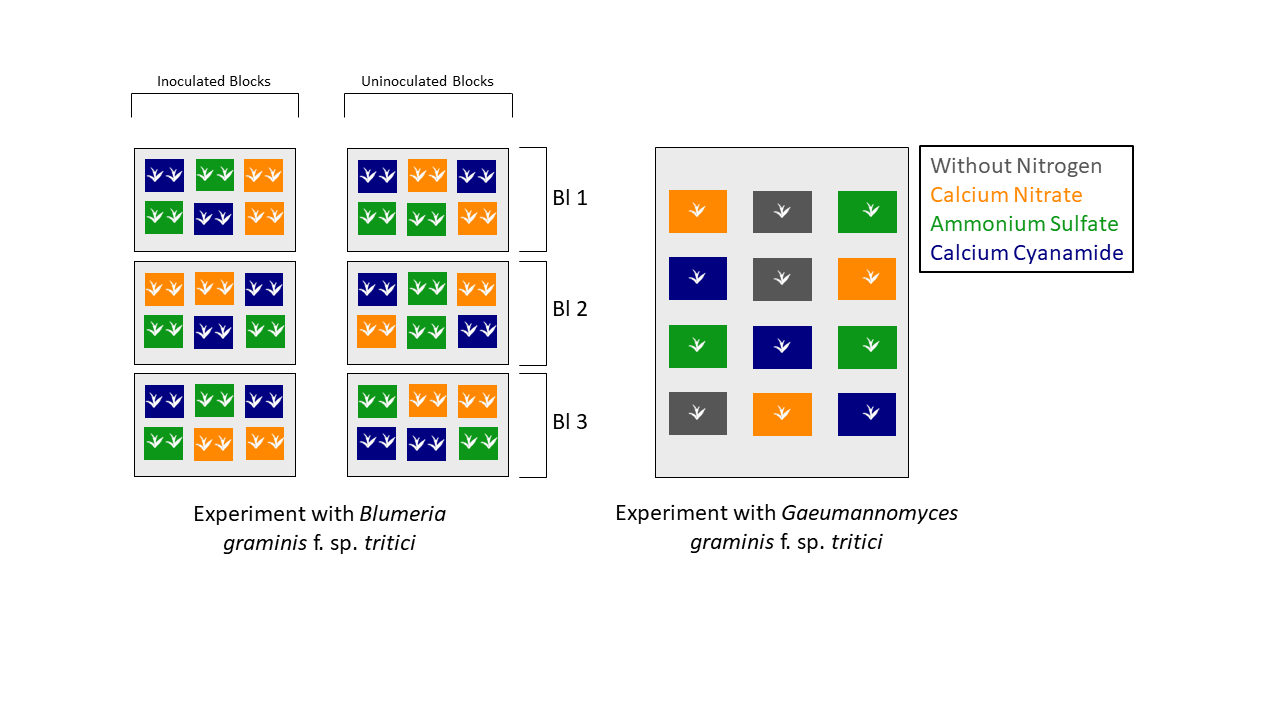 Inoculated Blocks
Uninoculated Blocks
Bl 1
Bl 2
Bl 3
Experiment with Blumeria
graminis f. sp. tritici
Without Nitrogen
Calcium Nitrate
Ammonium Sulfate
Calcium Cyanamide
Experiment with Gaeumannomyces
graminis f. sp. tritici